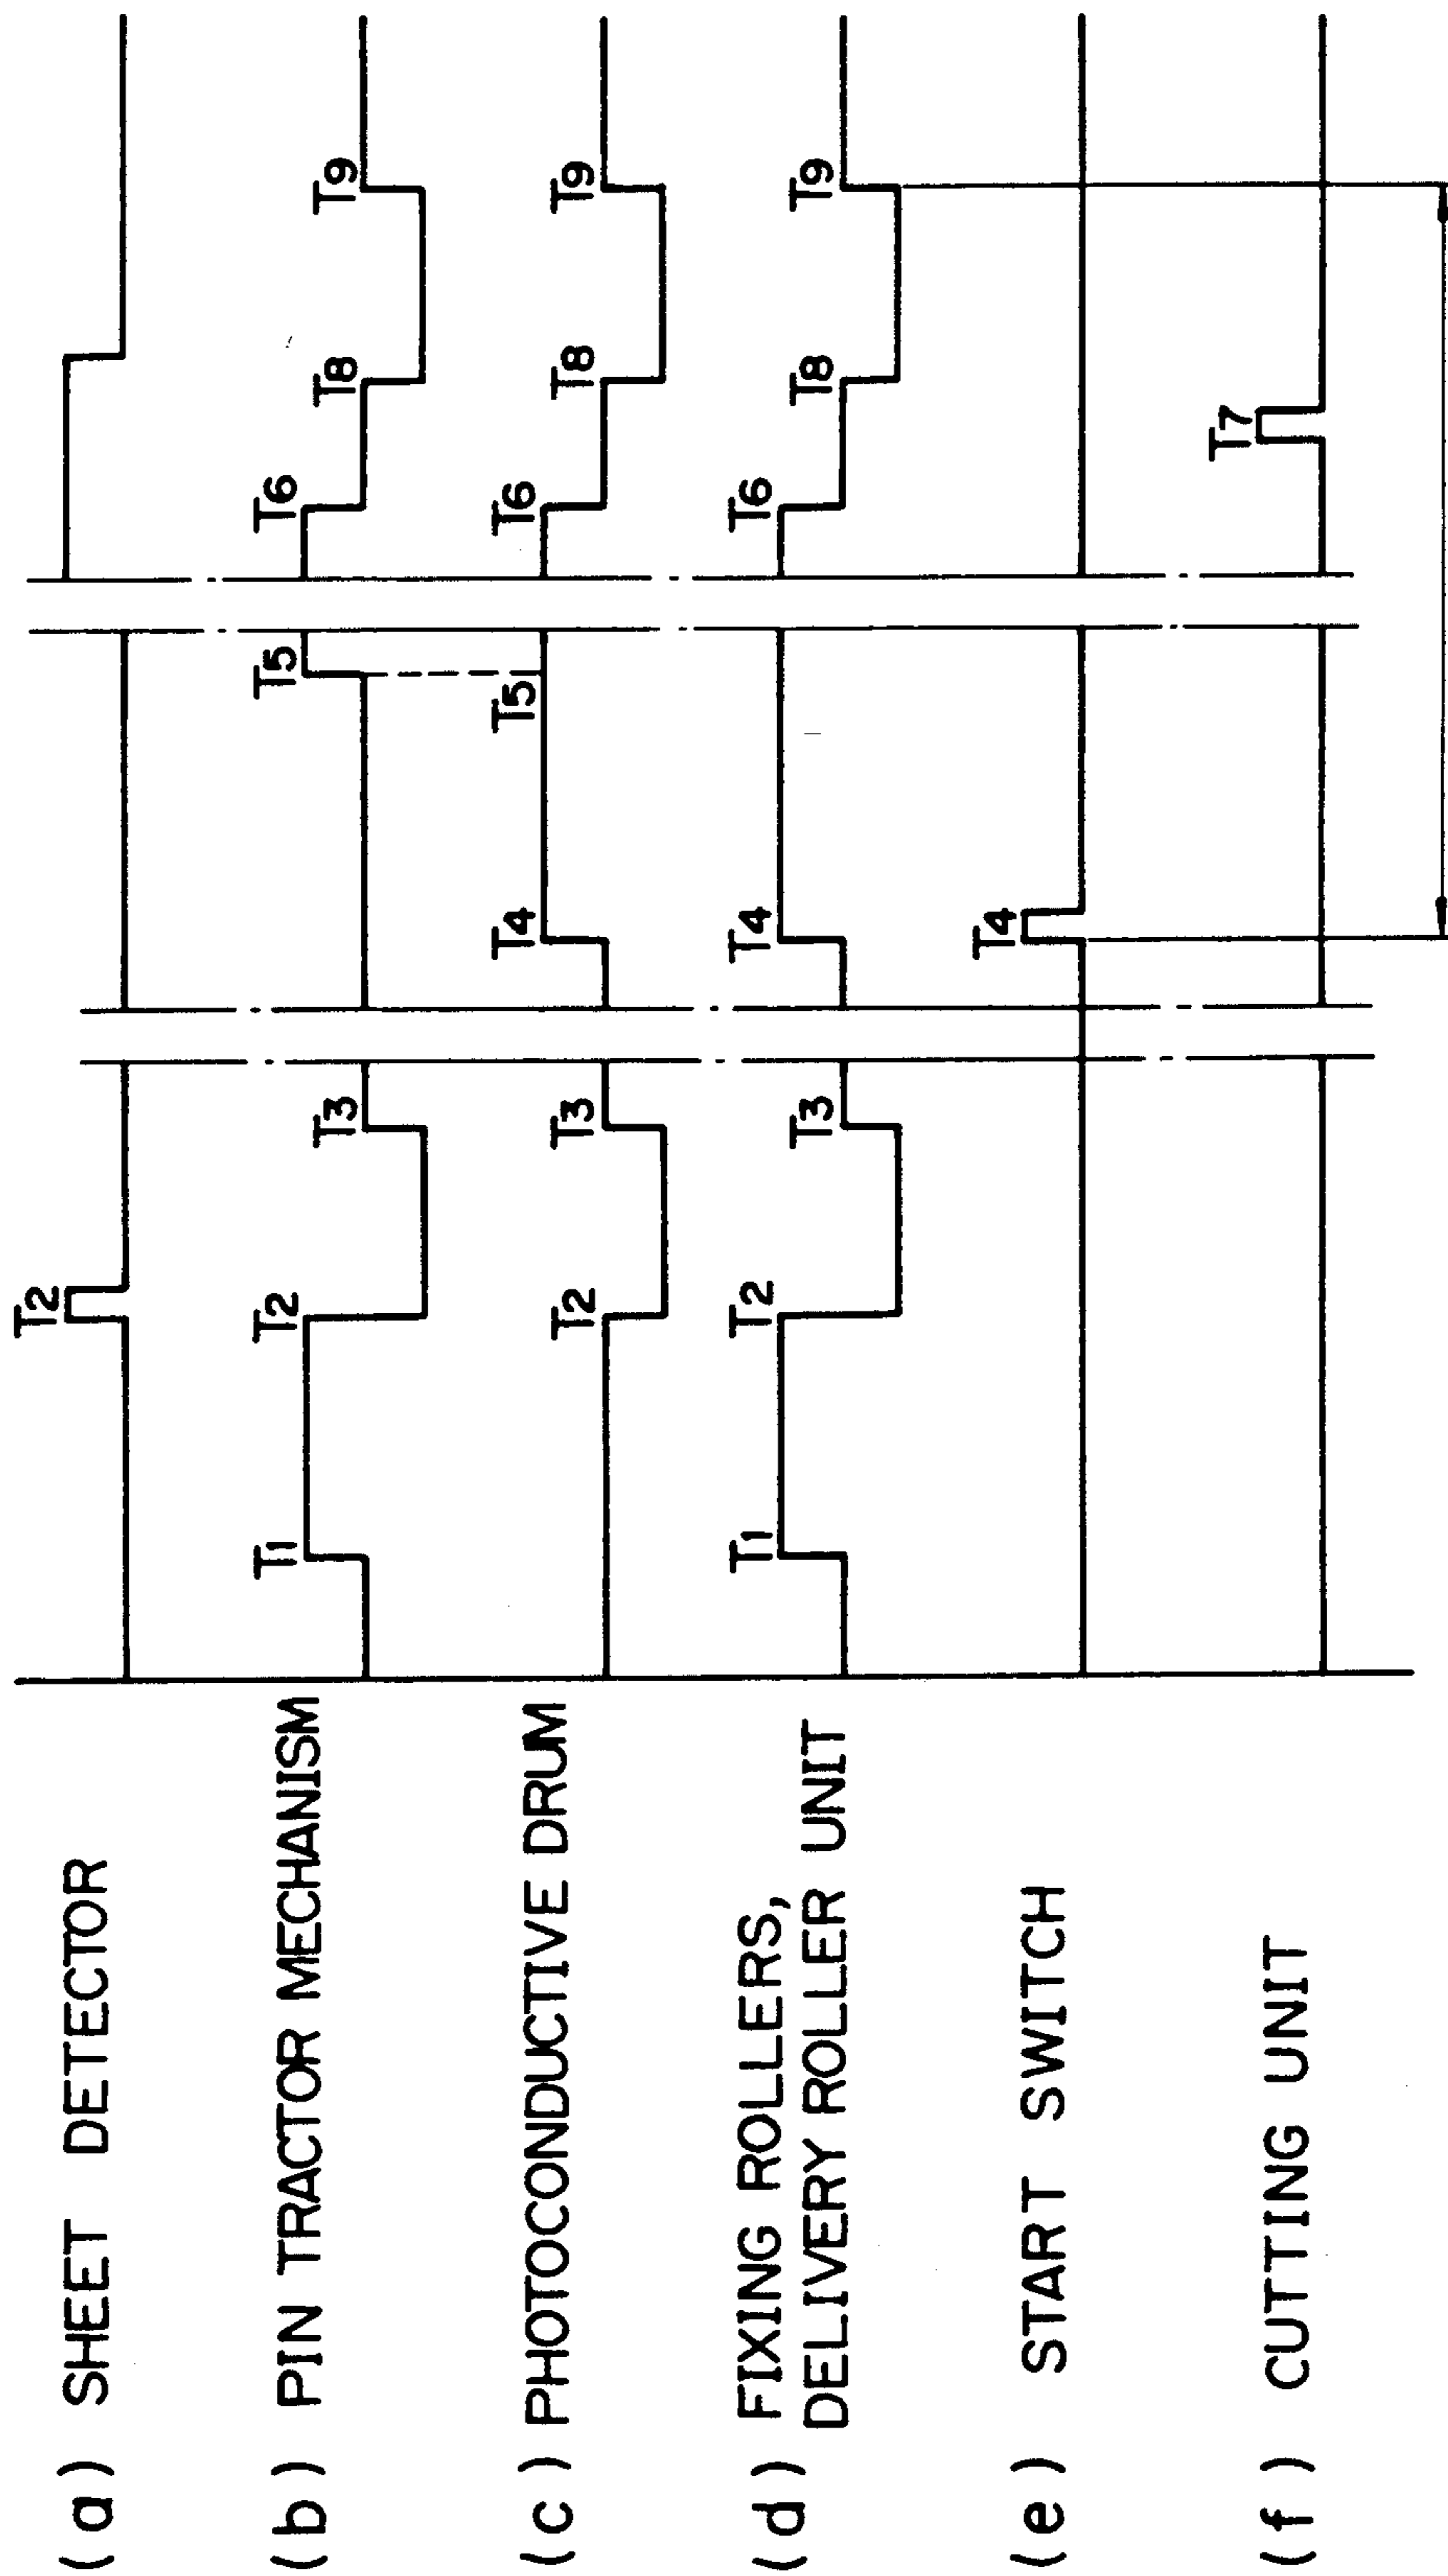 (a) SHEET DETECTOR
T2
(b) PIN TRACTOR MECHANISM
T1 T2 T3 T5 T6 T8 T9
(c) PHOTOCONDUCTIVE DRUM
T2 T3 T4 T5 T6 T8 T9
(d) FIXING ROLLERS,
DELIVERY ROLLER UNIT
T1 T2 T3 T4 T6 T8 T9
(e) START SWITCH
T4
(f) CUTTING UNIT
T7